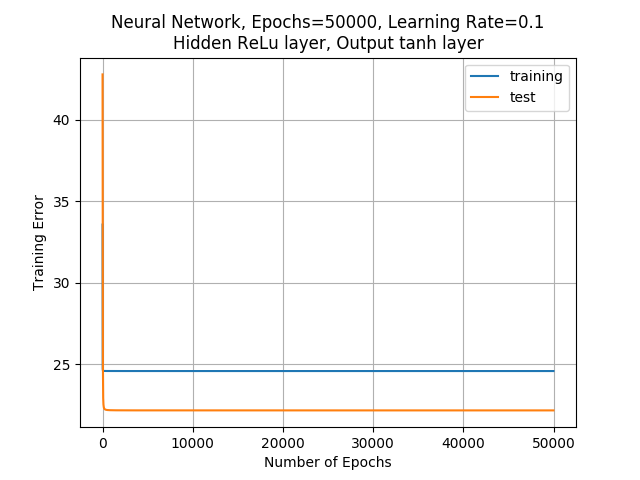 Neural Network, Epochs=50000, Learning Rate=0.1
Hidden ReLu layer, Output tanh layer
training
test
40
35
30
25
Training Error
0 10000 20000 30000 40000 50000
Number of Epochs